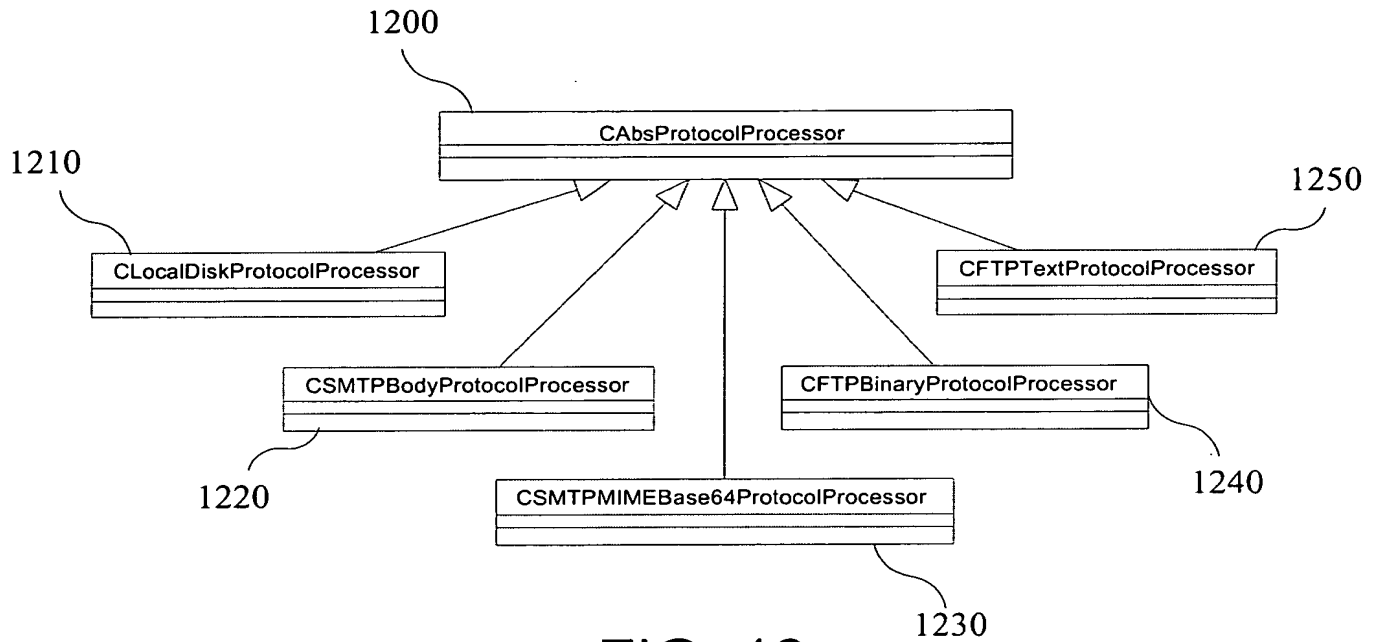 1200
CAbsProtocolProcessor
1210
1250
CLocalDiskProtocolProcessor
CFTPTextProtocolProcessor
CSMTPBodyProtocolProcessor
CFTPBinaryProtocolProcessor
1220
1240
CSMTPMIMEBase64ProtocolProcessor
1230